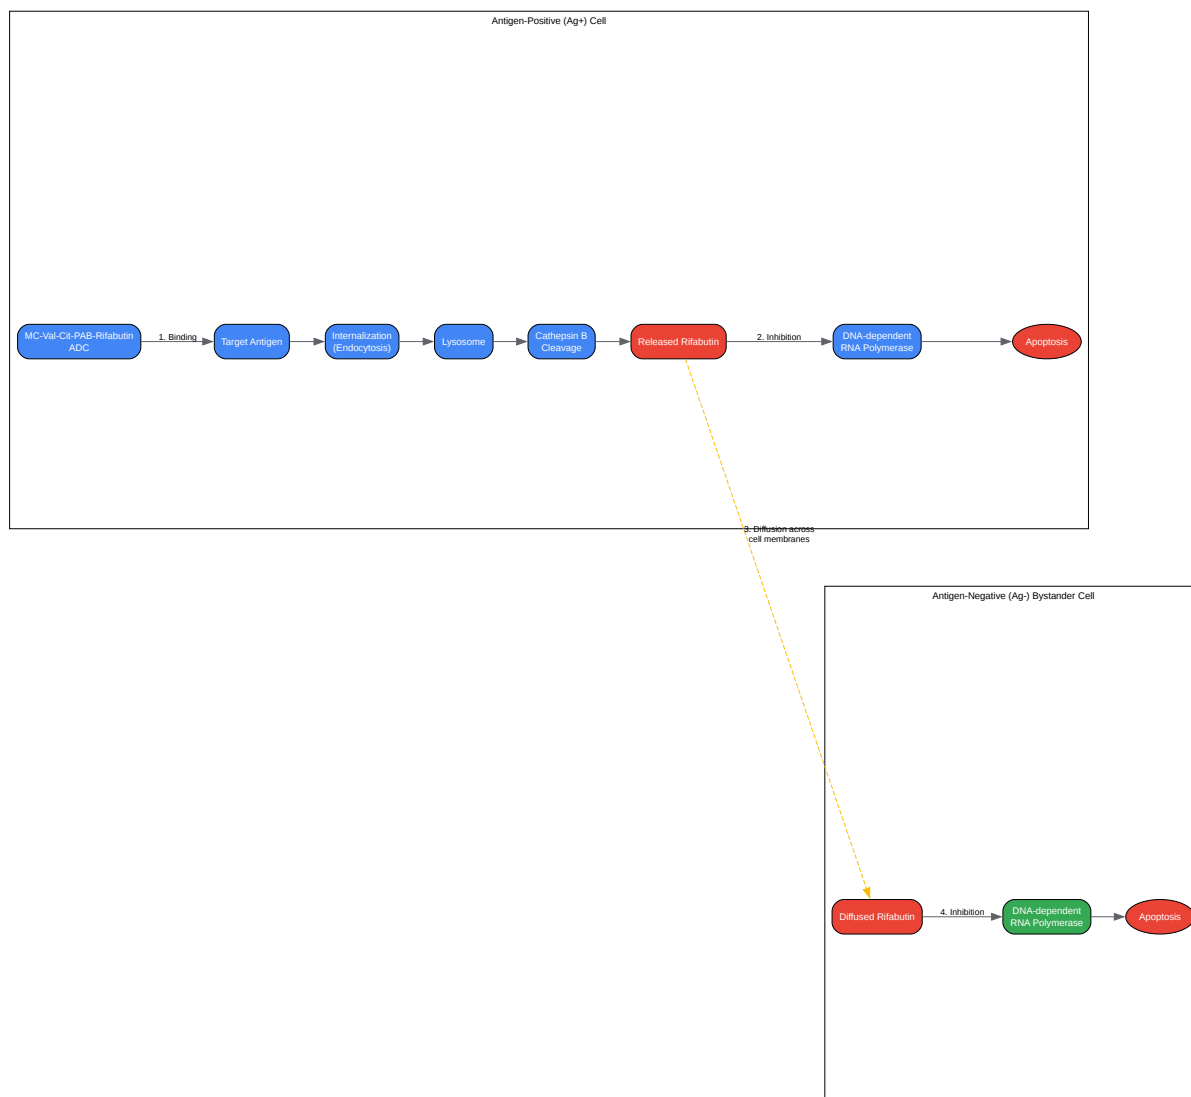 Antigen-Positive (Ag+) Cell
MC-Val-Cit-PAB-Rifabutin
ADC
1. Binding
Target Antigen
Internalization
(Endocytosis)
Lysosome
Cathepsin B
Cleavage
Released Rifabutin
2. Inhibition
DNA-dependent
RNA Polymerase
Apoptosis
3. Diffusion across
cell membranes
Antigen-Negative (Ag-) Bystander Cell
Diffused Rifabutin
4. Inhibition
DNA-dependent
RNA Polymerase
Apoptosis